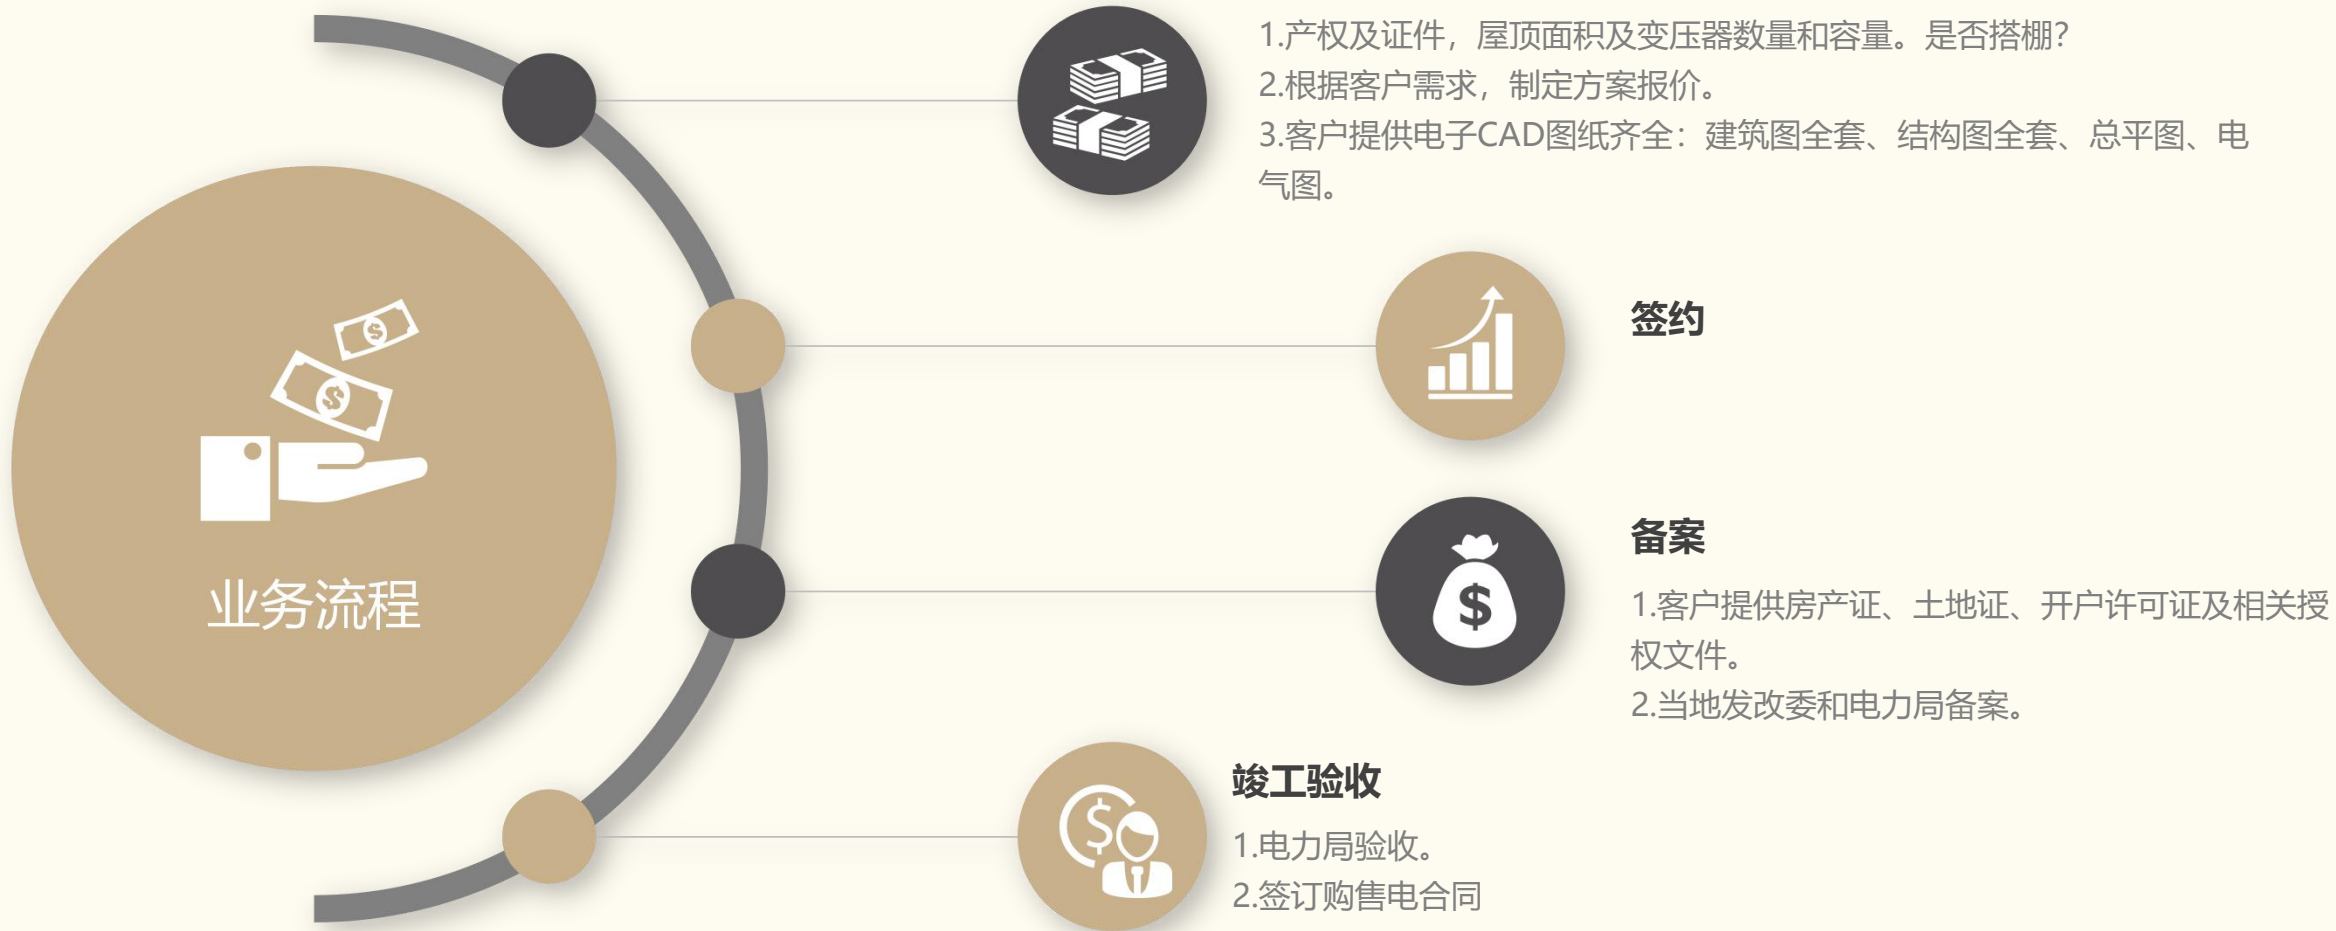 业务流程
1.产权及证件，屋顶面积及变压器数量和容量。是否搭棚？
2.根据客户需求，制定方案报价。
3.客户提供电子CAD图纸齐全：建筑图全套、结构图全套、总平图、电
气图。
签约
备案
1.客户提供房产证、土地证、开户许可证及相关授
权文件。
2.当地发改委和电力局备案。
竣工验收
1.电力局验收。
2.签订购售电合同